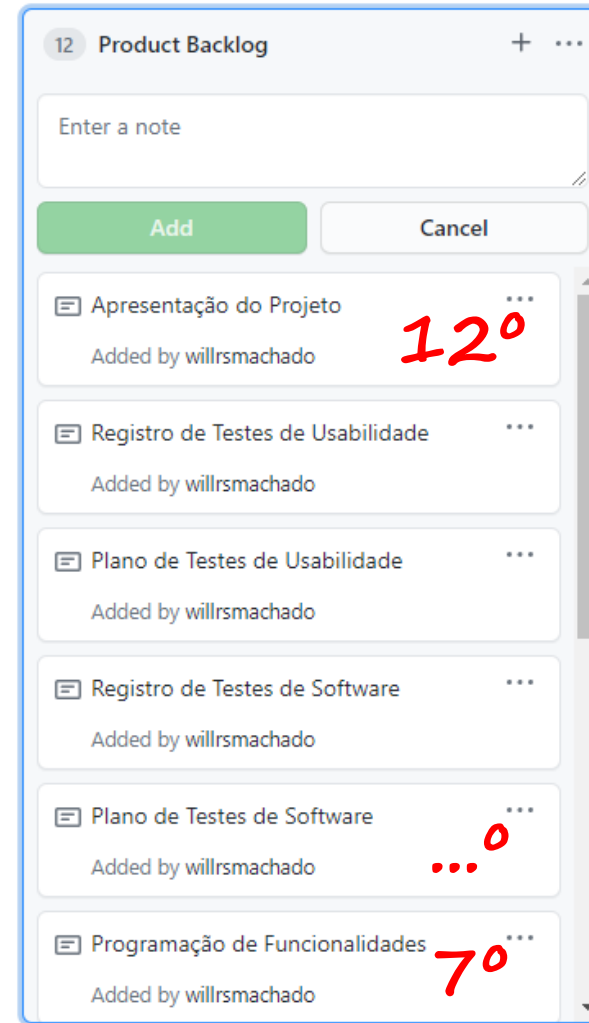 12 Product Backlog
Enter a note
Add Cancel
Apresentação do Projeto
Added by willrsmachado
12º
Registro de Testes de Usabilidade
Added by willrsmachado
Plano de Testes de Usabilidade
Added by willrsmachado
Registro de Testes de Software
Added by willrsmachado
Plano de Testes de Software
Added by willrsmachado
...º
Programação de Funcionalidades
Added by willrsmachado
7º